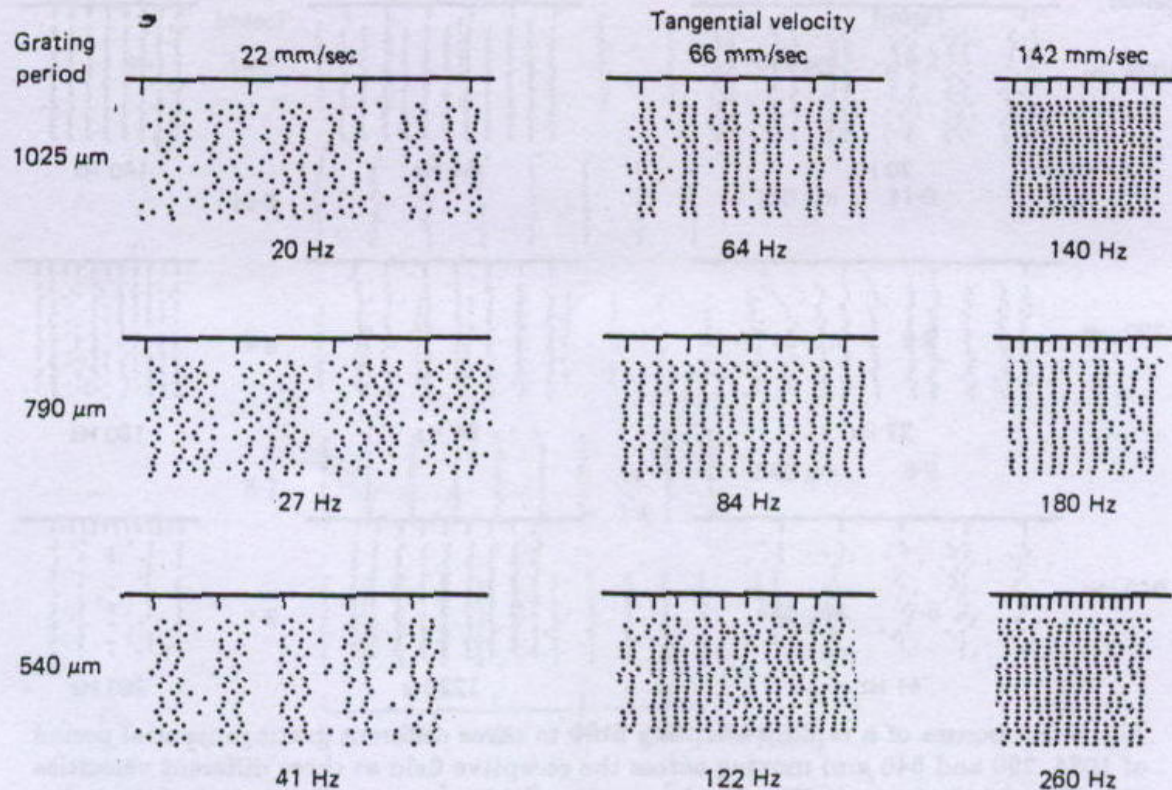 Tangential velocity
Grating
period
22 mm/sec
66 mm/sec
142 mm/sec
1025 μm
20 Hz
64 Hz
140 Hz
790 μm
27 Hz
84 Hz
180 Hz
540 μm
41 Hz
122 Hz
260 Hz